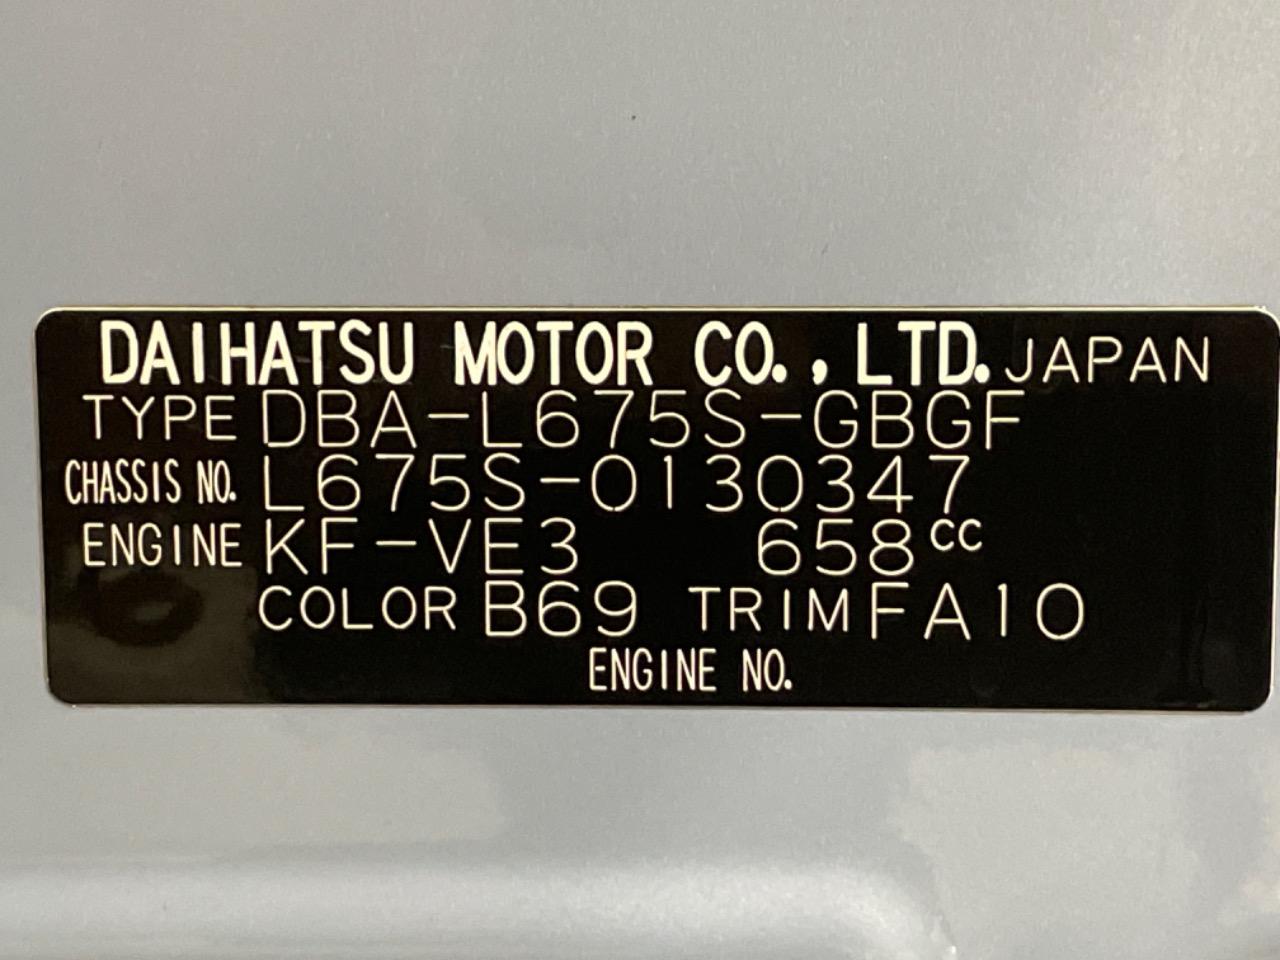 DAIHATSU MOTOR CO., LTD. JAPAN
TYPE DBA-L675S-GBGF
CHASSIS NO. L675S-0130347
ENGINE KF-VE3 658cc
COLOR B69 TRIM FA10
ENGINE NO.